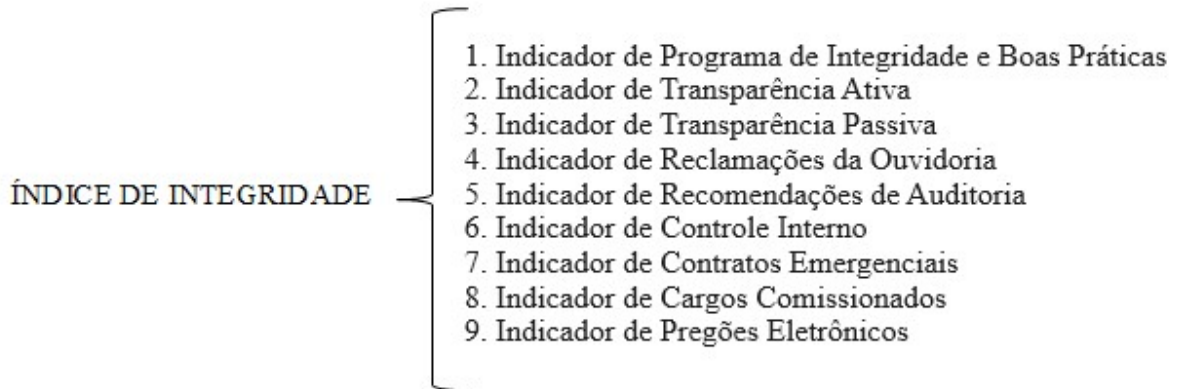 1. Indicador de Programa de Integridade e Boas Práticas
2. Indicador de Transparência Ativa
3. Indicador de Transparência Passiva
4. Indicador de Reclamações da Ouvidoria
ÍNDICE DE INTEGRIDADE
5. Indicador de Recomendações de Auditoria
6. Indicador de Controle Interno
7. Indicador de Contratos Emergenciais
8. Indicador de Cargos Comissionados
9. Indicador de Pregões Eletrônicos